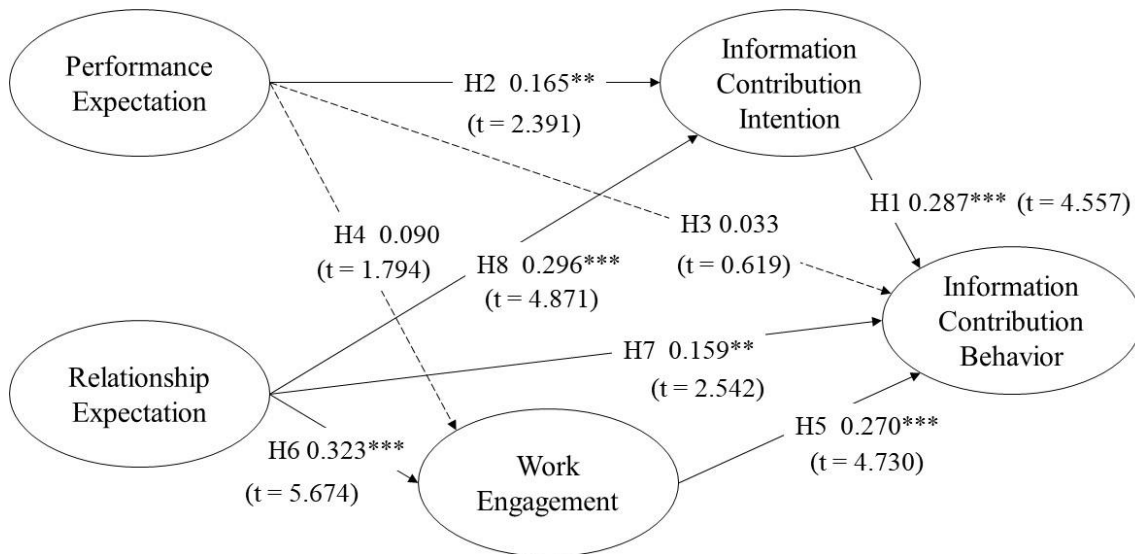 Performance
Expectation
Information
Contribution
Intention
H2 0.165**
(t = 2.391)
H1 0.287*** (t = 4.557)
H3 0.033
(t = 0.619)
H4 0.090
(t = 1.794)
H8 0.296***
(t = 4.871)
Information
Contribution
Behavior
H7 0.159**
(t = 2.542)
Relationship
Expectation
H5 0.270***
(t = 4.730)
H6 0.323***
(t = 5.674)
Work
Engagement